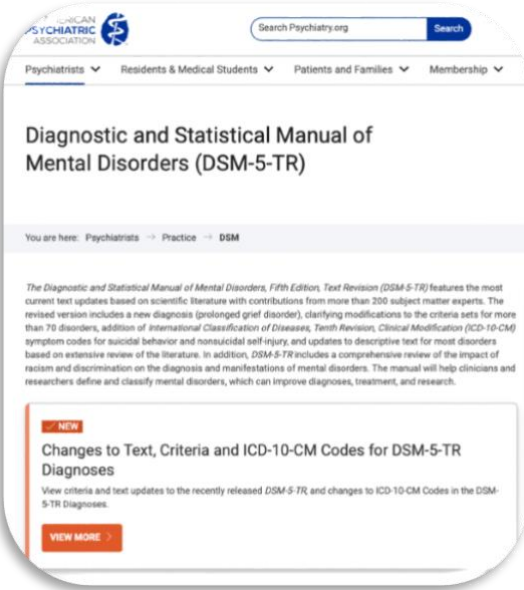 PSYCHIATRIC
ASSOCIATION
Search Psychiatry.org
Search
Psychiatrists
Residents & Medical Students
Patients and Families
Membership
Diagnostic and Statistical Manual of
Mental Disorders (DSM-5-TR)
You are here: Psychiatrists → Practice → DSM
The Diagnostic and Statistical Manual of Mental Disorders, Fifth Edition, Text Revision (DSM-5-TR) features the most
current text updates based on scientific literature with contributions from more than 200 subject matter experts. The
revised version includes a new diagnosis (prolonged grief disorder), clarifying modifications to the criteria sets for more
than 70 disorders, addition of International Classification of Diseases, Tenth Revision, Clinical Modification (ICD-10-CM)
symptom codes for suicidal behavior and nonsuicidal self-injury, and updates to descriptive text for most disorders
based on extensive review of the literature. In addition, DSM-5-TR includes a comprehensive review of the impact of
racism and discrimination on the diagnosis and manifestations of mental disorders. The manual will help clinicians and
researchers define and classify mental disorders, which can improve diagnoses, treatment, and research.
NEW
Changes to Text, Criteria and ICD-10-CM Codes for DSM-5-TR
Diagnoses
View criteria and text updates to the recently released DSM-5-TR, and changes to ICD-10-CM Codes in the DSM-
5-TR Diagnoses.
VIEW MORE